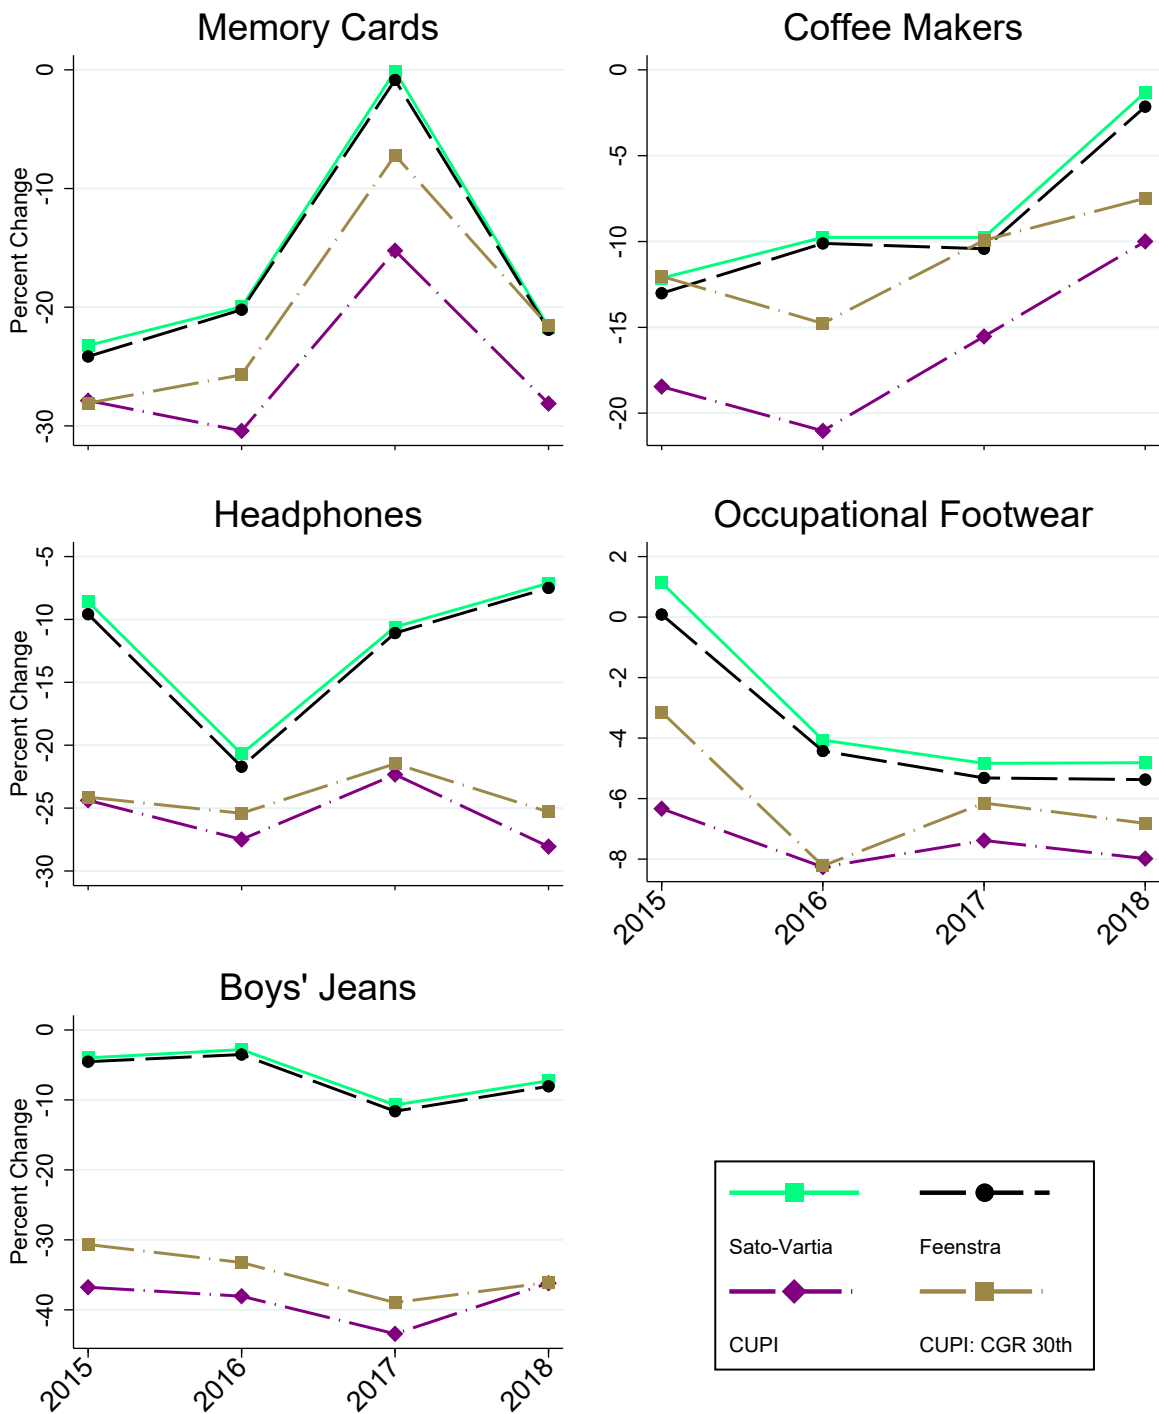 Memory Cards
Percent Change
0
-10
-20
-30
Coffee Makers
0
-5
-10
-15
-20
Headphones
Percent Change
-5
-10
-15
-20
-25
-30
Occupational Footwear
2
0
-2
-4
-6
-8
2015
2016
2017
2018
Boys' Jeans
Percent Change
0
-10
-20
-30
-40
2015
2016
2017
2018
Sato-Vartia
Feenstra
CUPI
CUPI: CGR 30th